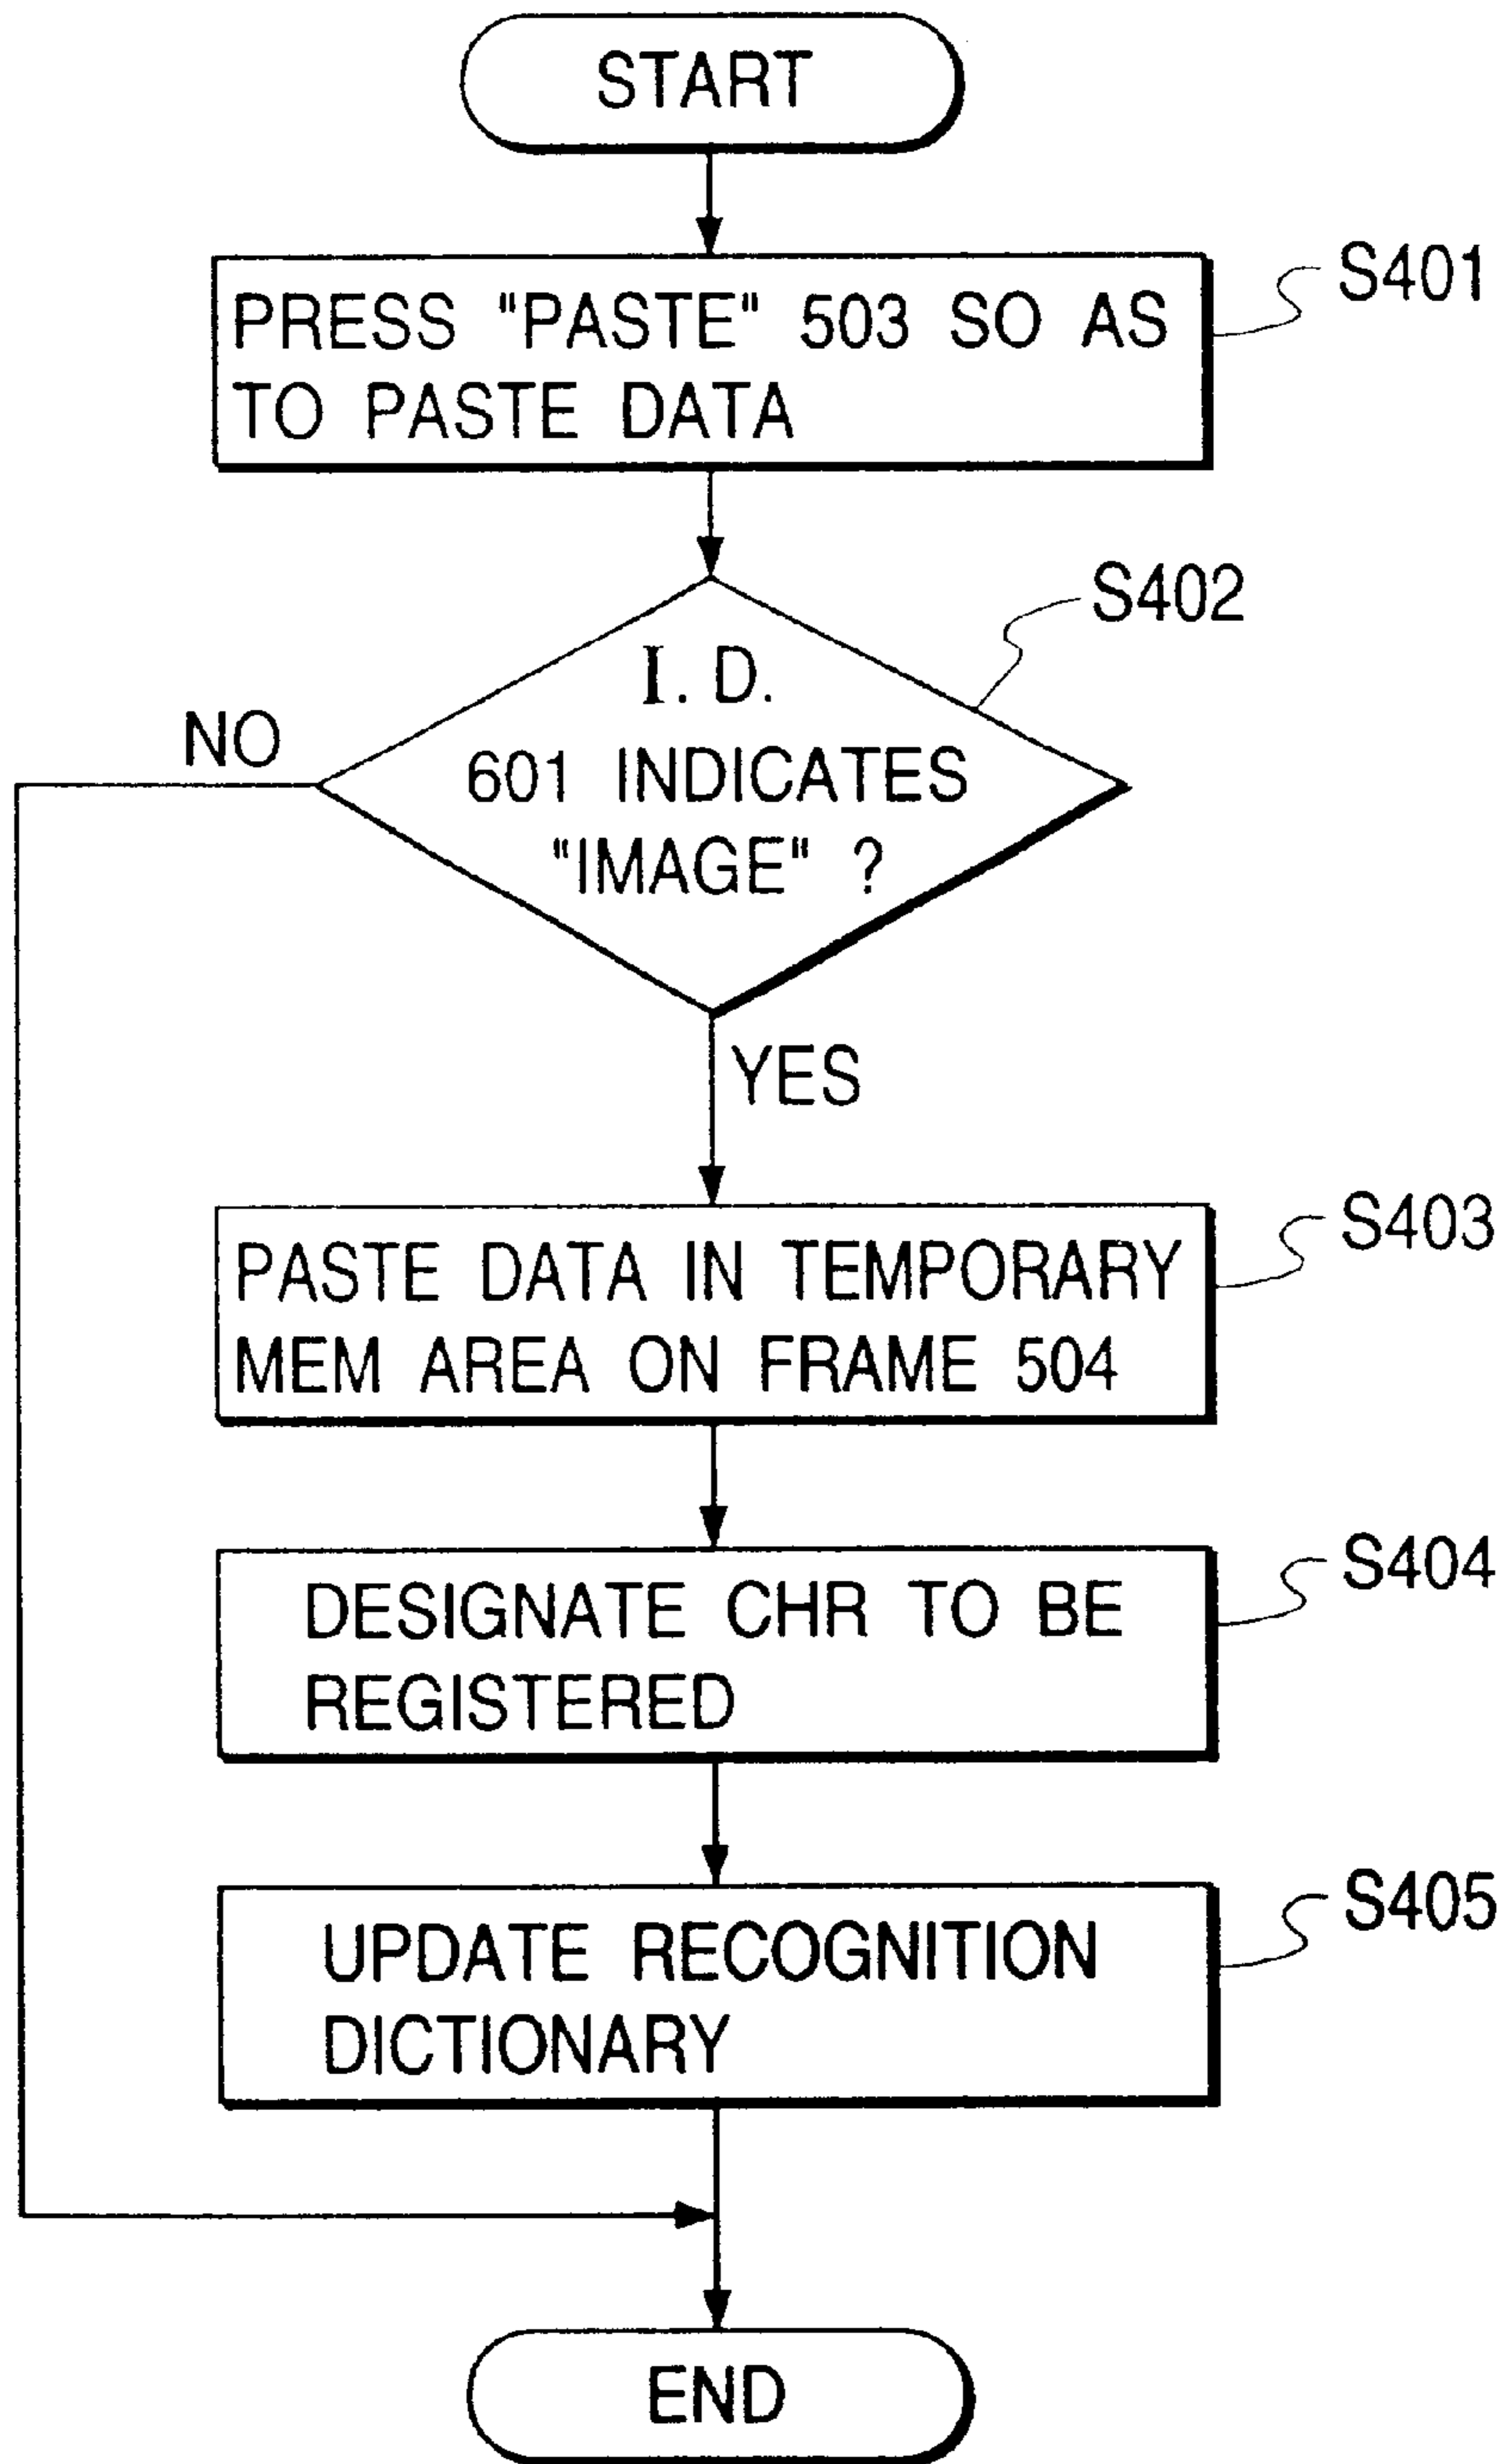 START
PRESS "PASTE" 503 SO AS
TO PASTE DATA
S401
I. D.
601 INDICATES
"IMAGE" ?
S402
NO
YES
PASTE DATA IN TEMPORARY
MEM AREA ON FRAME 504
S403
DESIGNATE CHR TO BE
REGISTERED
S404
UPDATE RECOGNITION
DICTIONARY
S405
END